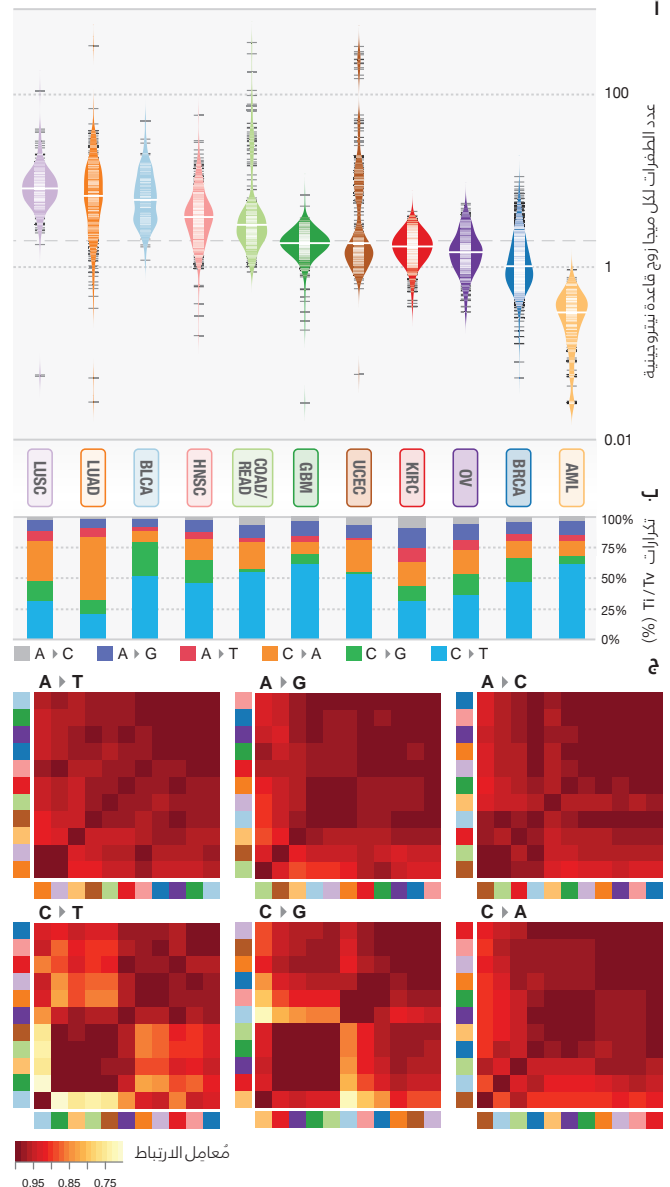 ا
عدد الطفرات لكل ميجا زوج قاعدة نيتروجينية
100
1
0.01
LUSC
LUAD
BLCA
HNSC
COAD/
READ
GBM
UCEC
KIRC
OV
BRCA
AML
ب
تكرارات Ti / Tv (%)
100%
75%
50%
25%
0%
A C
A G
A T
C A
C G
C T
ج
A T
A G
A C
C T
C G
C A
مُعامِل الارتباط
0.95 0.85 0.75